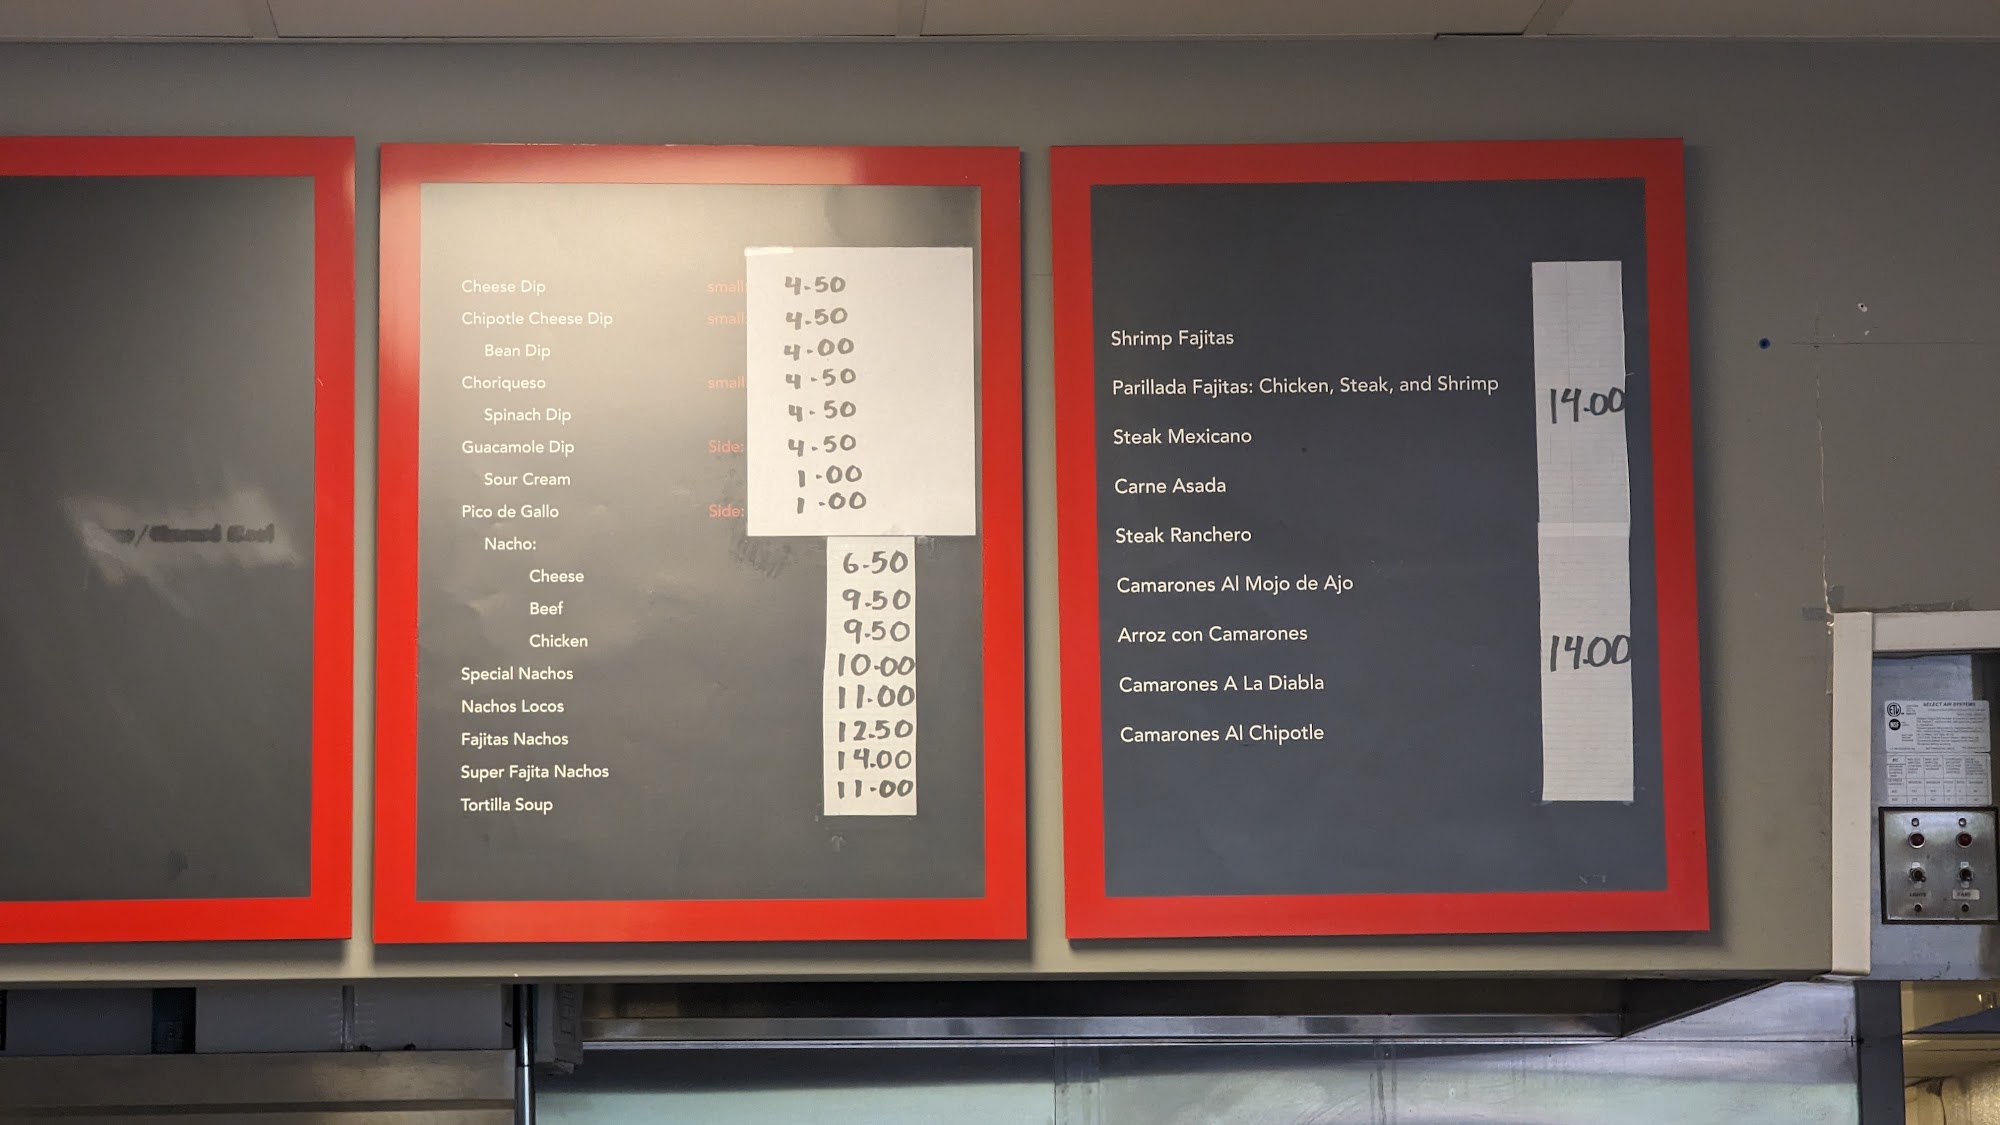 Cheese Dip small: 4.50
Chipotle Cheese Dip small: 4.50
Bean Dip 4.00
Choriqueso small: 4.50
Spinach Dip 4.50
Guacamole Dip Side: 4.50
Sour Cream 1.00
Pico de Gallo Side: 1.00
Nacho:
Cheese 6.50
Beef 9.50
Chicken 9.50
Special Nachos 10.00
Nachos Locos 11.00
Fajitas Nachos 12.50
Super Fajita Nachos 14.00
Tortilla Soup 11.00
Shrimp Fajitas
Parillada Fajitas: Chicken, Steak, and Shrimp 14.00
Steak Mexicano
Carne Asada
Steak Ranchero
Camarones Al Mojo de Ajo
Arroz con Camarones 14.00
Camarones A La Diabla
Camarones Al Chipotle
SELECT AIR SYSTEMS
LIGHTS FANS